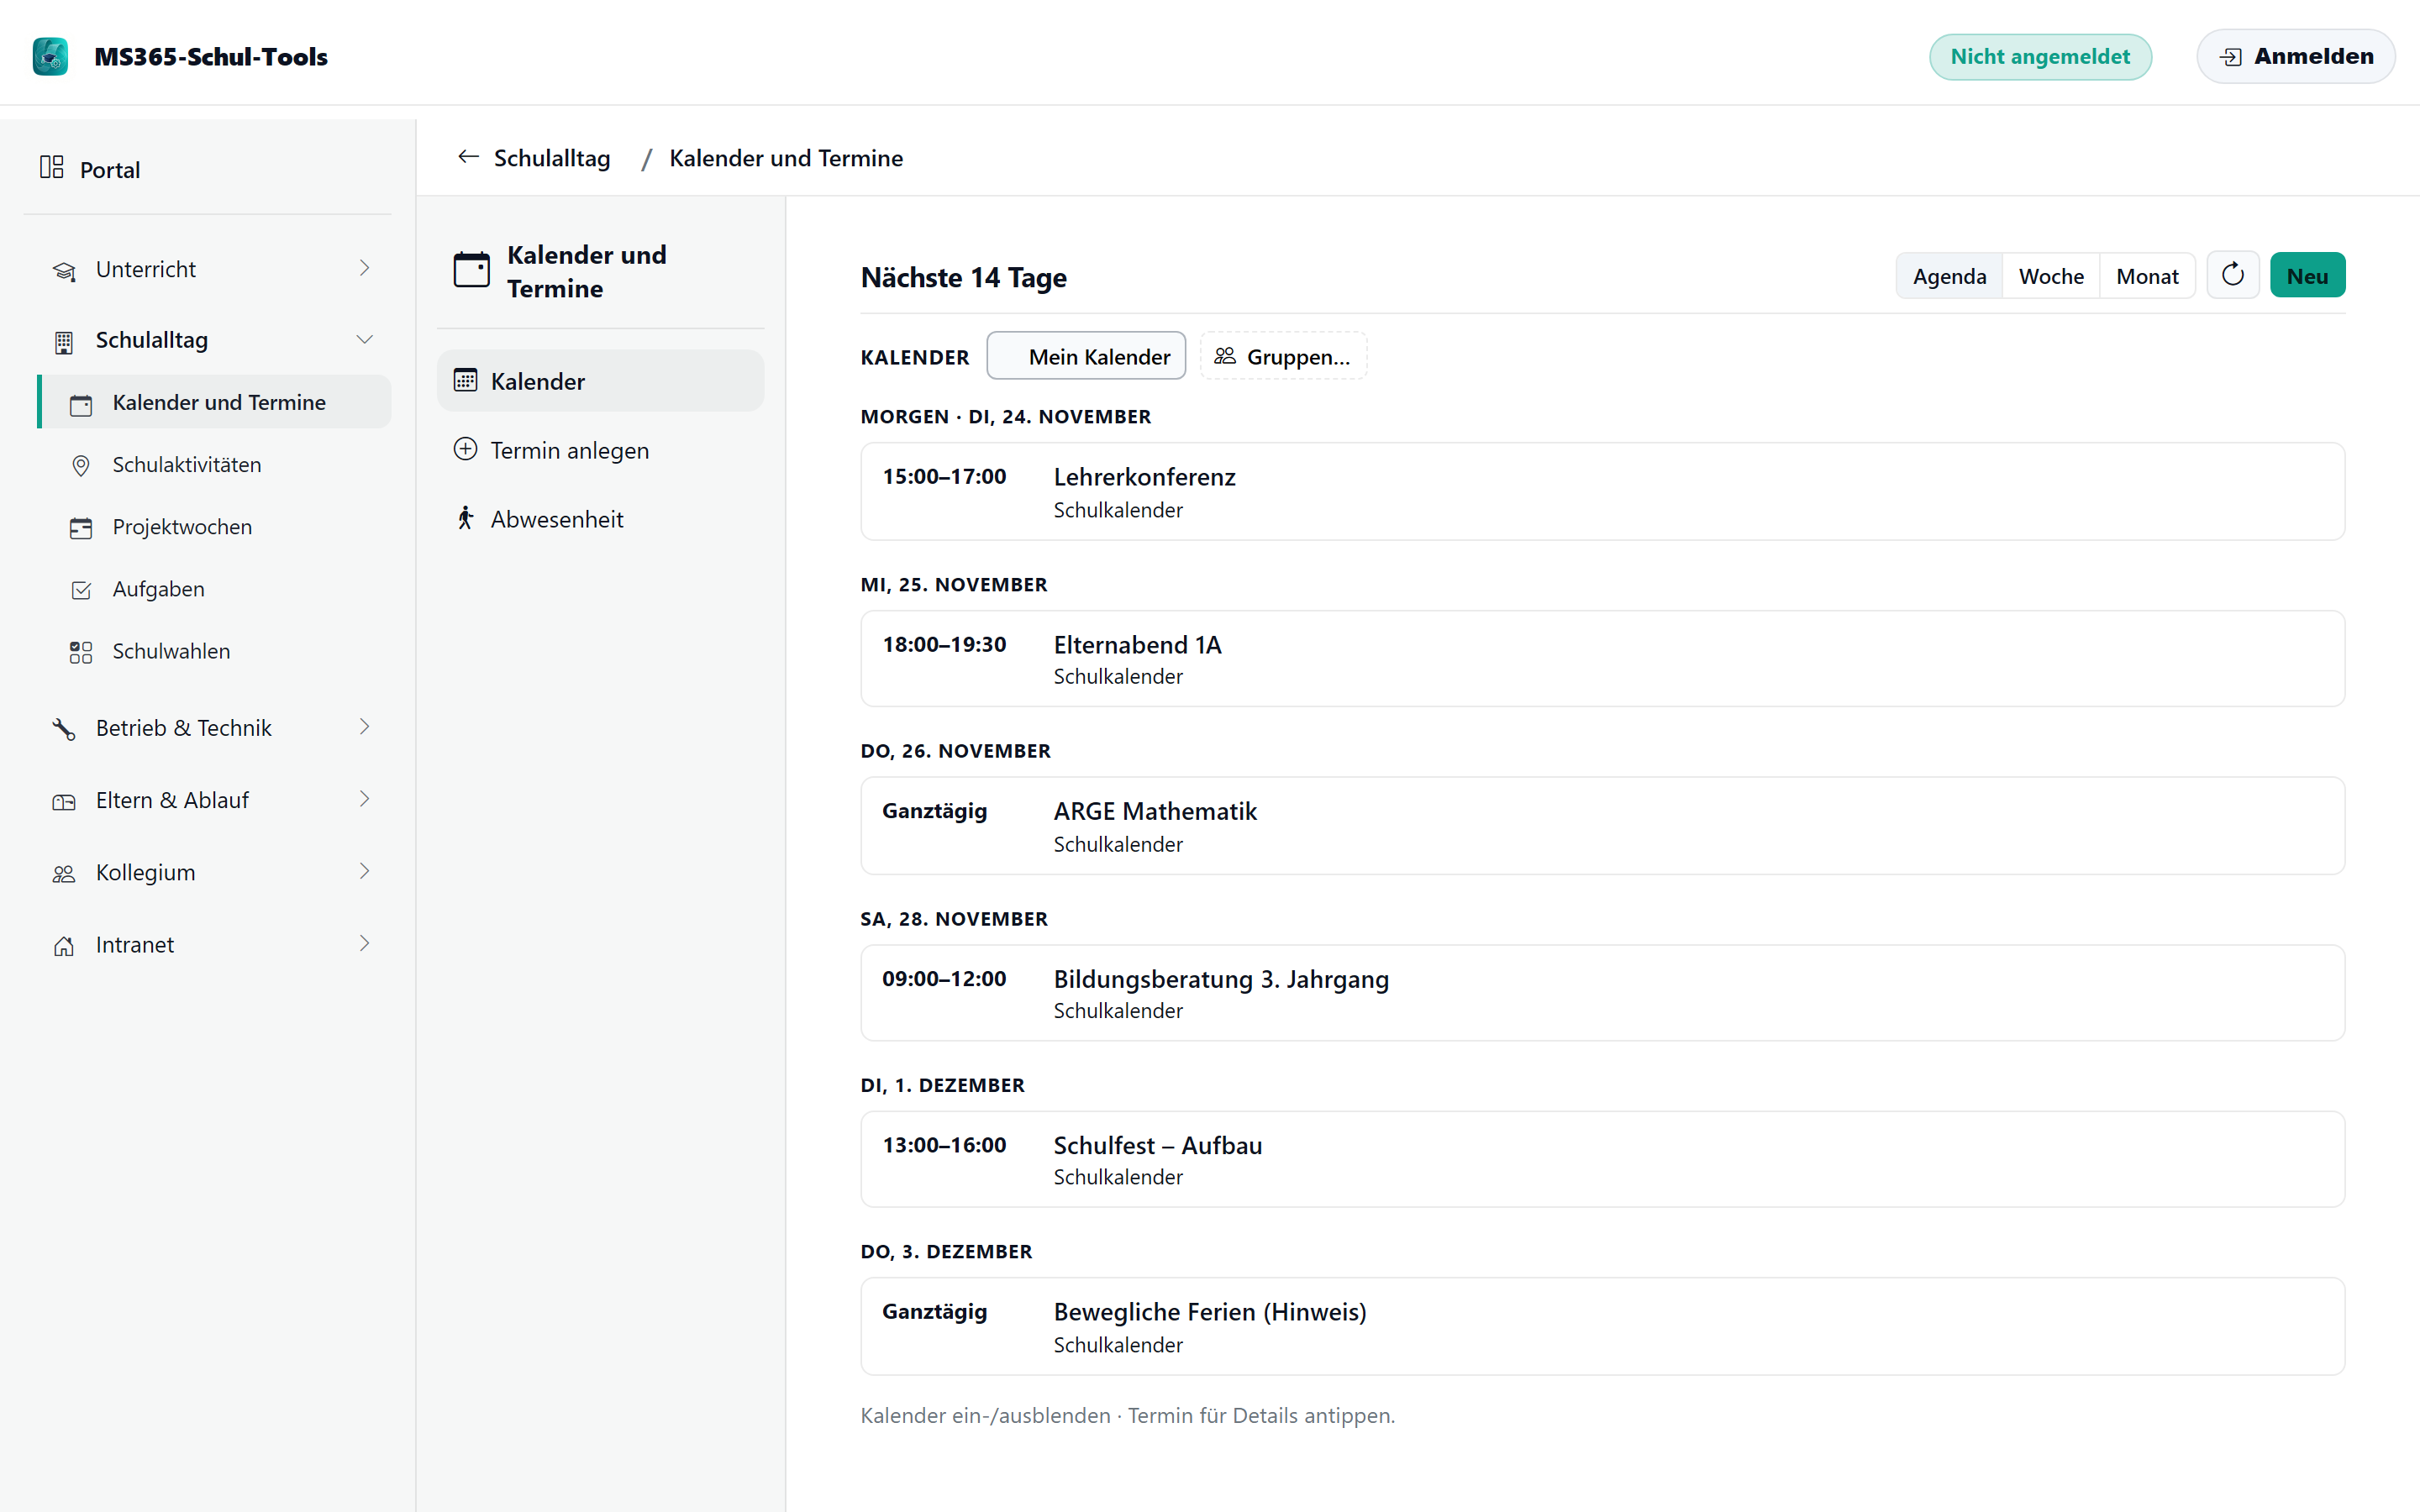 MS365-Schul-Tools
Nicht angemeldet
Anmelden
Portal
Unterricht
Schulalltag
Kalender und Termine
Schulaktivitäten
Projektwochen
Aufgaben
Schulwahlen
Betrieb & Technik
Eltern & Ablauf
Kollegium
Intranet
Schulalltag / Kalender und Termine
Kalender und
Termine
Kalender
Termin anlegen
Abwesenheit
Nächste 14 Tage
Agenda Woche Monat
Neu
KALENDER Mein Kalender Gruppen...
MORGEN · DI, 24. NOVEMBER
15:00–17:00 Lehrerkonferenz
Schulkalender
MI, 25. NOVEMBER
18:00–19:30 Elternabend 1A
Schulkalender
DO, 26. NOVEMBER
Ganztägig ARGE Mathematik
Schulkalender
SA, 28. NOVEMBER
09:00–12:00 Bildungsberatung 3. Jahrgang
Schulkalender
DI, 1. DEZEMBER
13:00–16:00 Schulfest – Aufbau
Schulkalender
DO, 3. DEZEMBER
Ganztägig Bewegliche Ferien (Hinweis)
Schulkalender
Kalender ein-/ausblenden · Termin für Details antippen.